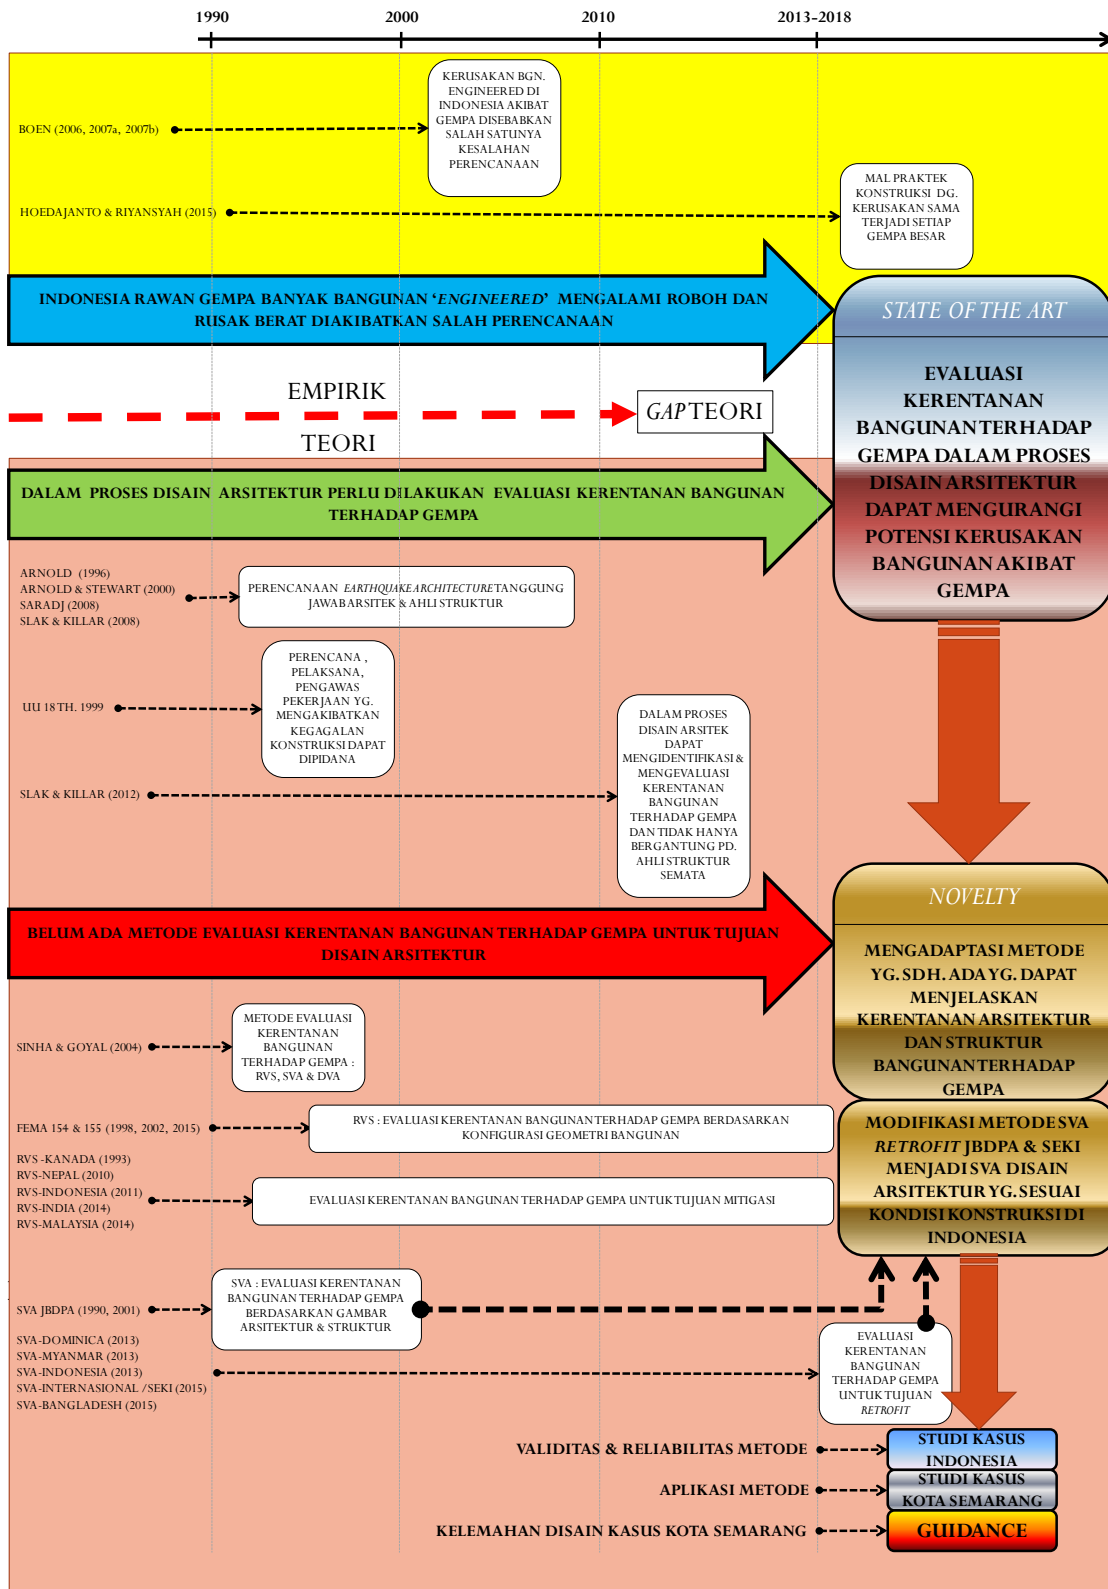 1990
2000
2010
2013-2018
KERUSAKAN BGN.
ENGINEERED DI
INDONESIA AKIBAT
GEMPA DISEBABKAN
SALAH SATUNYA
KESALAHAN
PERENCANAAN
BOEN (2006, 2007a, 2007b)
MAL PRAKTEK
KONSTRUKSI DG.
KERUSAKAN SAMA
TERJADI SETIAP
GEMPA BESAR
HOEDAJANTO & RIYANSYAH (2015)
INDONESIA RAWAN GEMPA BANYAK BANGUNAN ‘ENGINEERED’ MENGALAMI ROBOH DAN
RUSAK BERAT DIAKIBATKAN SALAH PERENCANAAN
STATE OF THE ART
EVALUASI
KERENTANAN
BANGUNAN TERHADAP
GEMPA DALAM PROSES
DISAIN ARSITEKTUR
DAPAT MENGURANGI
POTENSI KERUSAKAN
BANGUNAN AKIBAT
GEMPA
EMPIRIK
GAP TEORI
TEORI
DALAM PROSES DISAIN ARSITEKTUR PERLU DILAKUKAN EVALUASI KERENTANAN BANGUNAN
TERHADAP GEMPA
ARNOLD (1996)
ARNOLD & STEWART (2000)
SARADJ (2008)
SLAK & KILLAR (2008)
PERENCANAAN EARTHQUAKE ARCHITECTURE TANGGUNG
JAWAB ARSITEK & AHLI STRUKTUR
PERENCANA ,
PELAKSANA,
PENGAWAS
PEKERJAAN YG.
MENGAKIBATKAN
KEGAGALAN
KONSTRUKSI DAPAT
DIPIDANA
UU 18 TH. 1999
DALAM PROSES
DISAIN ARSITEK
DAPAT
MENGIDENTIFIKASI &
MENGEVALUASI
KERENTANAN
BANGUNAN
TERHADAP GEMPA
DAN TIDAK HANYA
BERGANTUNG PD.
AHLI STRUKTUR
SEMATA
SLAK & KILLAR (2012)
NOVELTY
MENGADAPTASI METODE
YG. SDH. ADA YG. DAPAT
MENJELASKAN
KERENTANAN ARSITEKTUR
DAN STRUKTUR
BANGUNAN TERHADAP
GEMPA
BELUM ADA METODE EVALUASI KERENTANAN BANGUNAN TERHADAP GEMPA UNTUK TUJUAN
DISAIN ARSITEKTUR
METODE EVALUASI
KERENTANAN
BANGUNAN
TERHADAP GEMPA :
RVS, SVA & DVA
SINHA & GOYAL (2004)
FEMA 154 & 155 (1998, 2002, 2015)
RVS : EVALUASI KERENTANAN BANGUNAN TERHADAP GEMPA BERDASARKAN
KONFIGURASI GEOMETRI BANGUNAN
MODIFIKASI METODE SVA
RETROFIT JBDPA & SEKI
MENJADI SVA DISAIN
ARSITEKTUR YG. SESUAI
KONDISI KONSTRUKSI DI
INDONESIA
RVS -KANADA (1993)
RVS-NEPAL (2010)
RVS-INDONESIA (2011)
RVS-INDIA (2014)
RVS-MALAYSIA (2014)
EVALUASI KERENTANAN BANGUNAN TERHADAP GEMPA UNTUK TUJUAN MITIGASI
SVA : EVALUASI KERENTANAN
BANGUNAN TERHADAP GEMPA
BERDASARKAN GAMBAR
ARSITEKTUR & STRUKTUR
SVA JBDPA (1990, 2001)
SVA-DOMINICA (2013)
SVA-MYANMAR (2013)
SVA-INDONESIA (2013)
SVA-INTERNASIONAL /SEKI (2015)
SVA-BANGLADESH (2015)
EVALUASI
KERENTANAN
BANGUNAN
TERHADAP GEMPA
UNTUK TUJUAN
RETROFIT
VALIDITAS & RELIABILITAS METODE
STUDI KASUS
INDONESIA
APLIKASI METODE
STUDI KASUS
KOTA SEMARANG
KELEMAHAN DISAIN KASUS KOTA SEMARANG
GUIDANCE